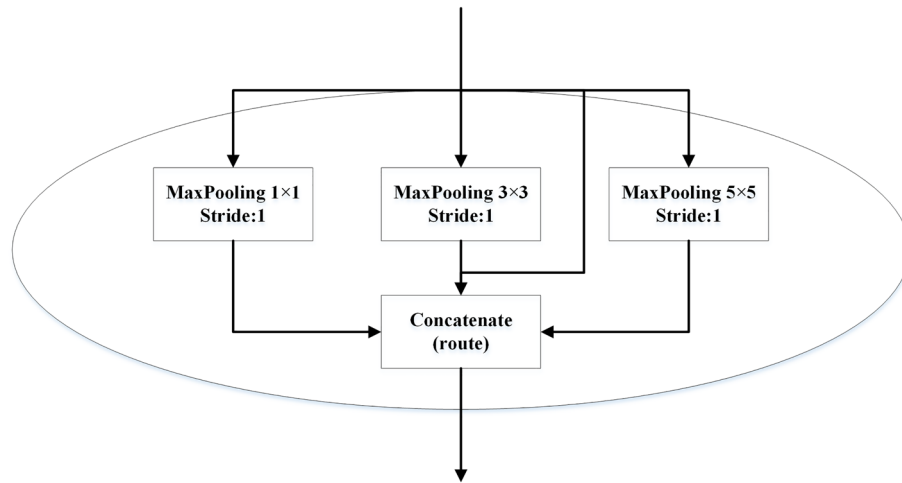 MaxPooling 1×1
Stride:1
MaxPooling 3×3
Stride:1
MaxPooling 5×5
Stride:1
Concatenate
(route)